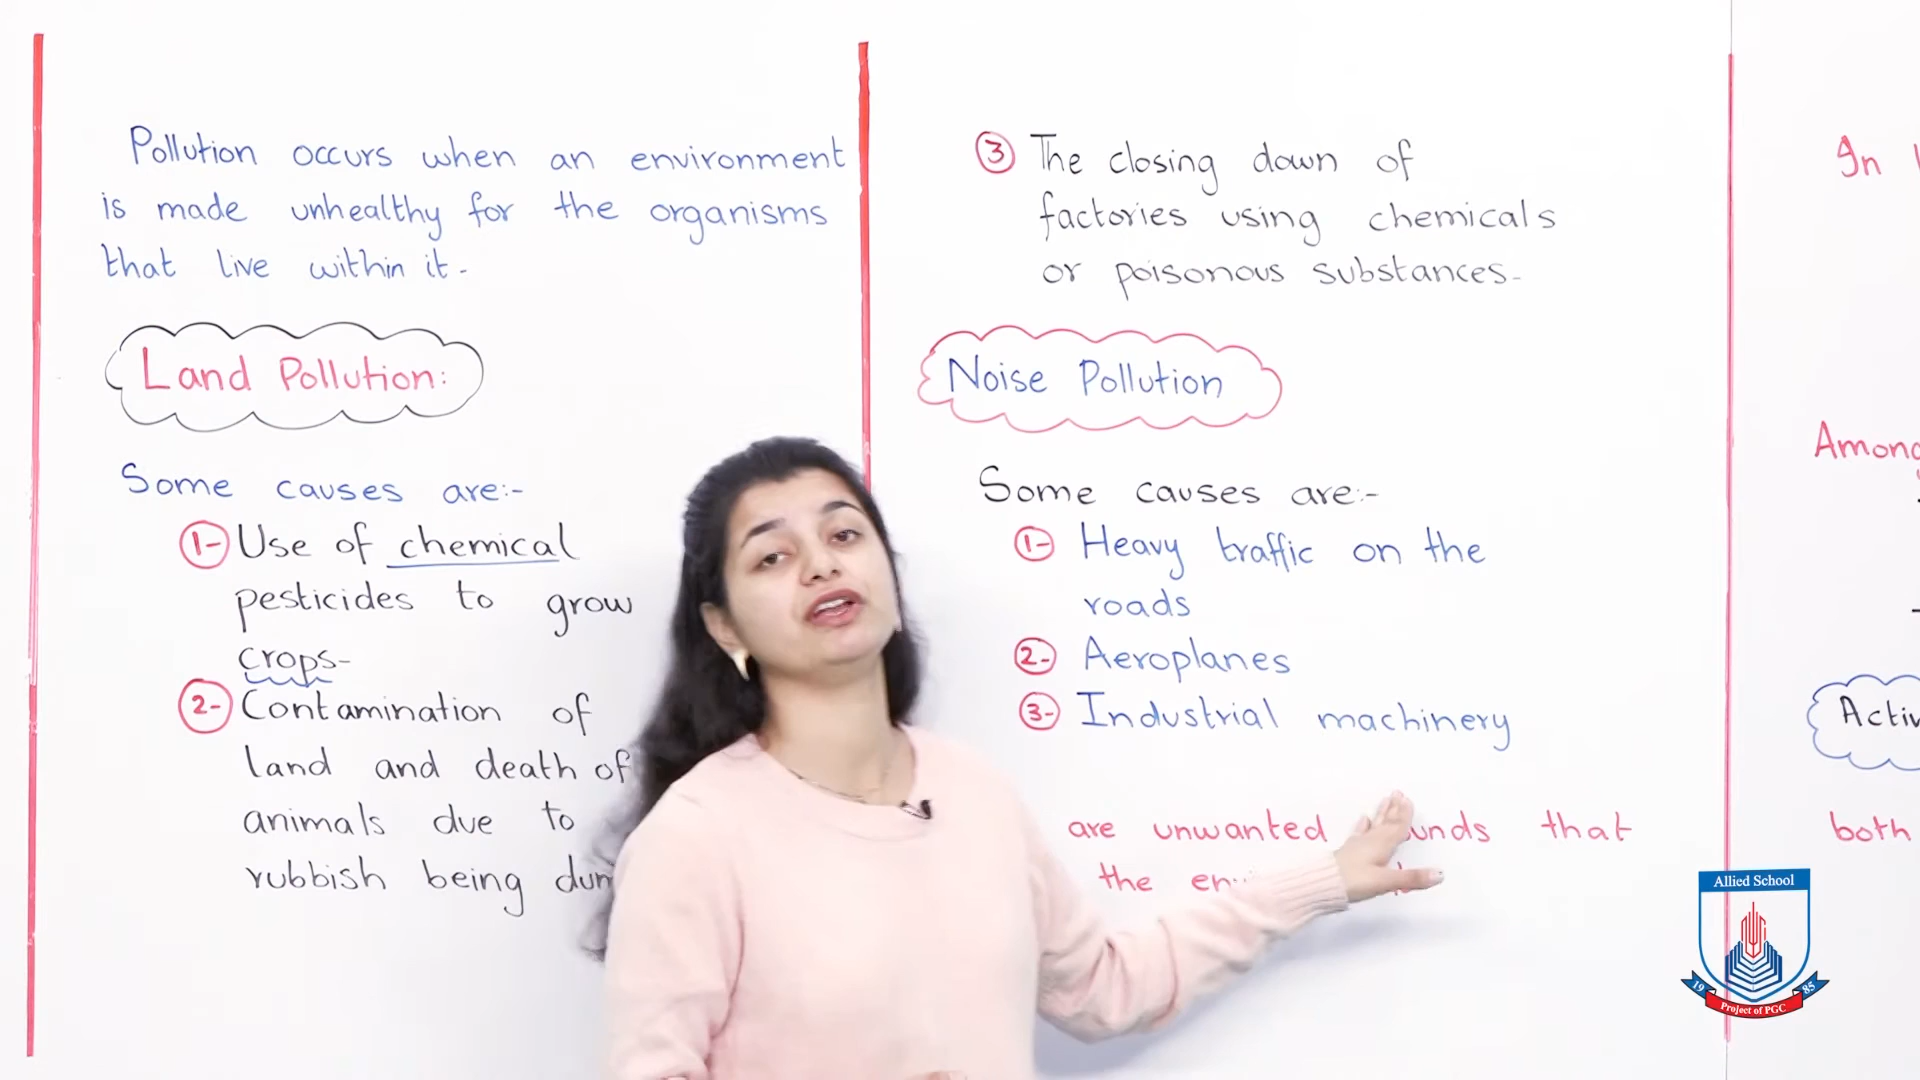 Pollution occurs when an environment
is made unhealthy for the organisms
that live within it-
Land Pollution:
Some causes are:-
1- Use of chemical
pesticides to grow
crops-
2- Contamination of
land and death of
animals due to
rubbish being
3 The closing down of
factories using chemicals
or poisonous substances-
Noise Pollution
Some causes are:-
1- Heavy traffic on the
roads
2- Aeroplanes
3- Industrial machinery
are unwanted that
the
In
Among
both
Allied School
1985
Project of PGC